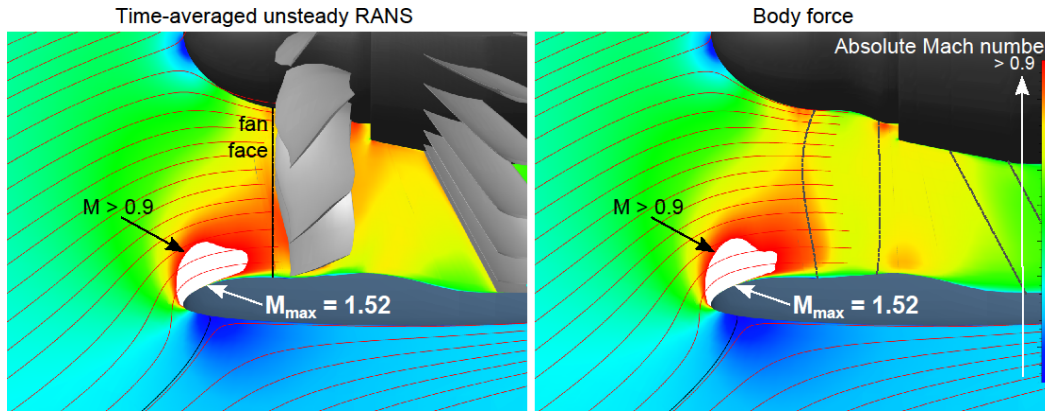 Time-averaged unsteady RANS
fan
face
M > 0.9
Mmax = 1.52
Body force
Absolute Mach number
> 0.9
M > 0.9
Mmax = 1.52